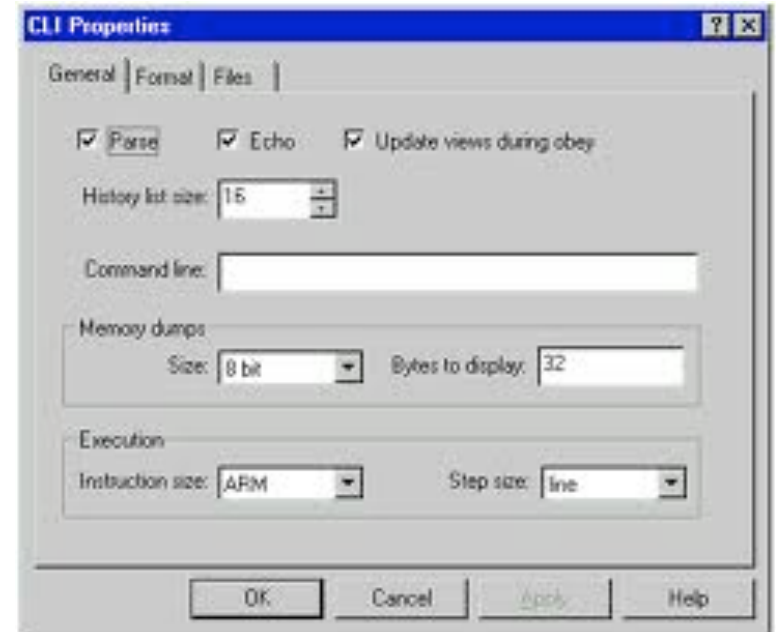 CLI Properties
General Format Files
Parse Echo Update views during obey
History list size: 16
Command line:
Memory dumps
Size: 8 bit Bytes to display: 32
Execution
Instruction size: ARM Step size: line
OK Cancel Apply Help